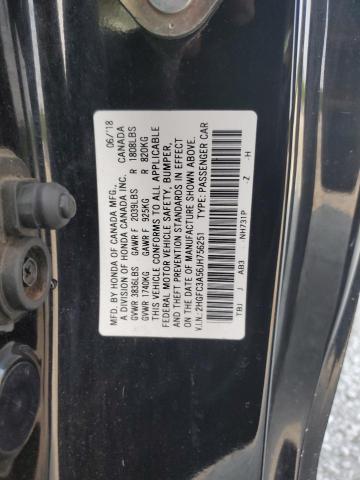 MFD. BY HONDA OF CANADA MFG., 06/'18
A DIVISION OF HONDA CANADA INC. CANADA
GVWR 3836LBS GAWR F 2039LBS R 1808LBS
GVWR 1740KG GAWR F 925KG R 820KG
THIS VEHICLE CONFORMS TO ALL APPLICABLE
FEDERAL MOTOR VEHICLE SAFETY, BUMPER,
AND THEFT PREVENTION STANDARDS IN EFFECT
ON THE DATE OF MANUFACTURE SHOWN ABOVE.
V.I.N.: 2HGFC3A56JH756251 TYPE: PASSENGER CAR
TBJ J AB3 NH731P -Z -H